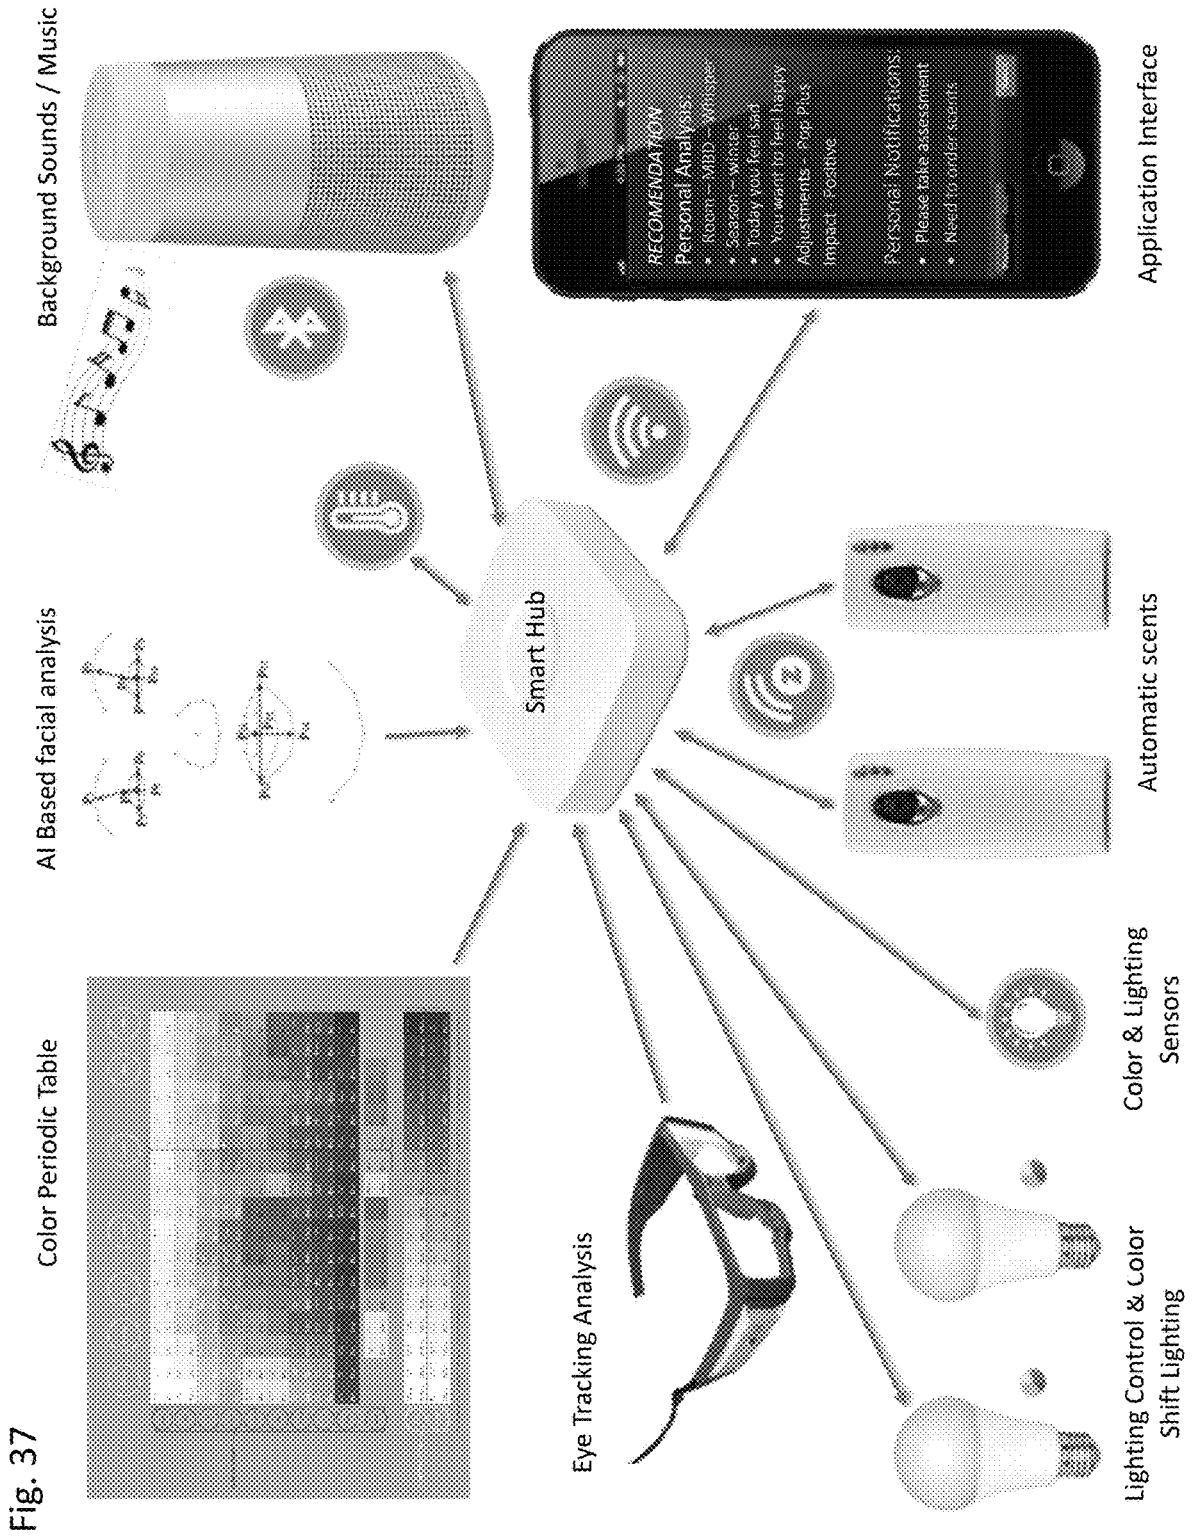 Fig. 37
Color Periodic Table
AI Based facial analysis
Background Sounds / Music
Smart Hub
Eye Tracking Analysis
RECOMENDATION
Personal Analysis:
• Room – MBD – Whirlpger
• Season – winter
• Today you feel sad
• You want to feel happy
Adjustments - Pop Plus
Impact - Positive
Personal Notifications:
• Please take assessment
• Need to order scents
Lighting Control & Color
Shift Lighting
Color & Lighting
Sensors
Automatic scents
Application Interface
Z